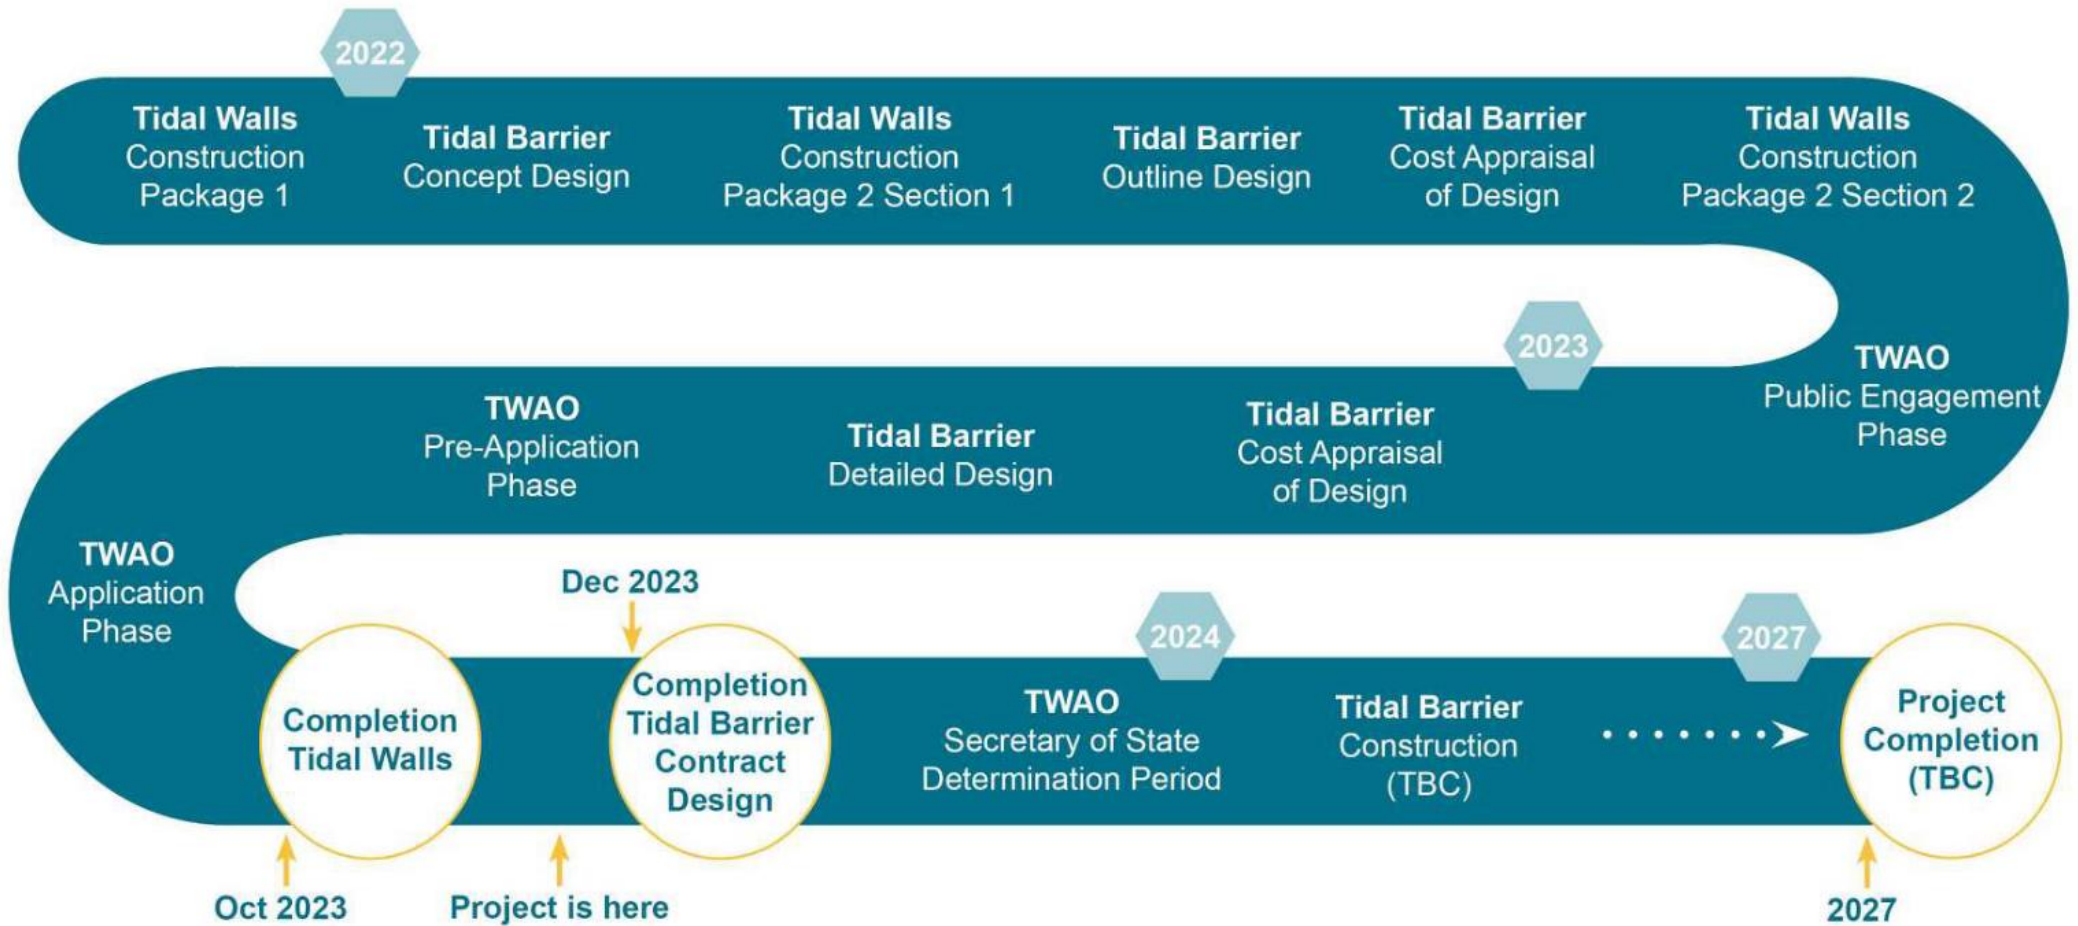 2022
Tidal Walls
Construction
Package 1
Tidal Barrier
Concept Design
Tidal Walls
Construction
Package 2 Section 1
Tidal Barrier
Outline Design
Tidal Barrier
Cost Appraisal
of Design
Tidal Walls
Construction
Package 2 Section 2
TWAO
Public Engagement
Phase
2023
Tidal Barrier
Cost Appraisal
of Design
Tidal Barrier
Detailed Design
TWAO
Pre-Application
Phase
TWAO
Application
Phase
Completion
Tidal Walls
Oct 2023
Project is here
Dec 2023
Completion
Tidal Barrier
Contract
Design
TWAO
Secretary of State
Determination Period
2024
Tidal Barrier
Construction
(TBC)
2027
Project
Completion
(TBC)
2027